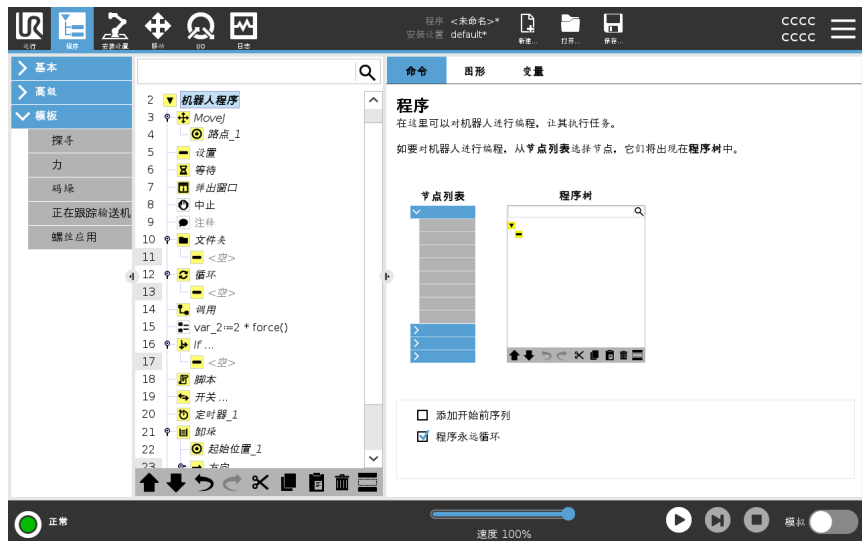 UR
程序 <未命名>*
安装设置 default*
CCCC
CCCC
运行
程序
安装设置
移动
I/O
日志
新建...
打开...
保存...
基本
高级
模板
探寻
力
码垛
正在跟踪输送机
螺丝应用
2 机器人程序
3 MoveJ
4 路点_1
5 设置
6 等待
7 弹出窗口
8 中止
9 注释
10 文件夹
11 <空>
12 循环
13 <空>
14 调用
15 var_2:=2 * force()
16 If ...
17 <空>
18 脚本
19 开关 ...
20 定时器_1
21 卸垛
22 起始位置_1
23 方向
命令 图形 变量
程序
在这里可以对机器人进行编程，让其执行任务。
如要对机器人进行编程，从节点列表选择节点，它们将出现在程序树中。
节点列表 程序树
添加开始前序列
程序永远循环
正常
速度 100%
模拟